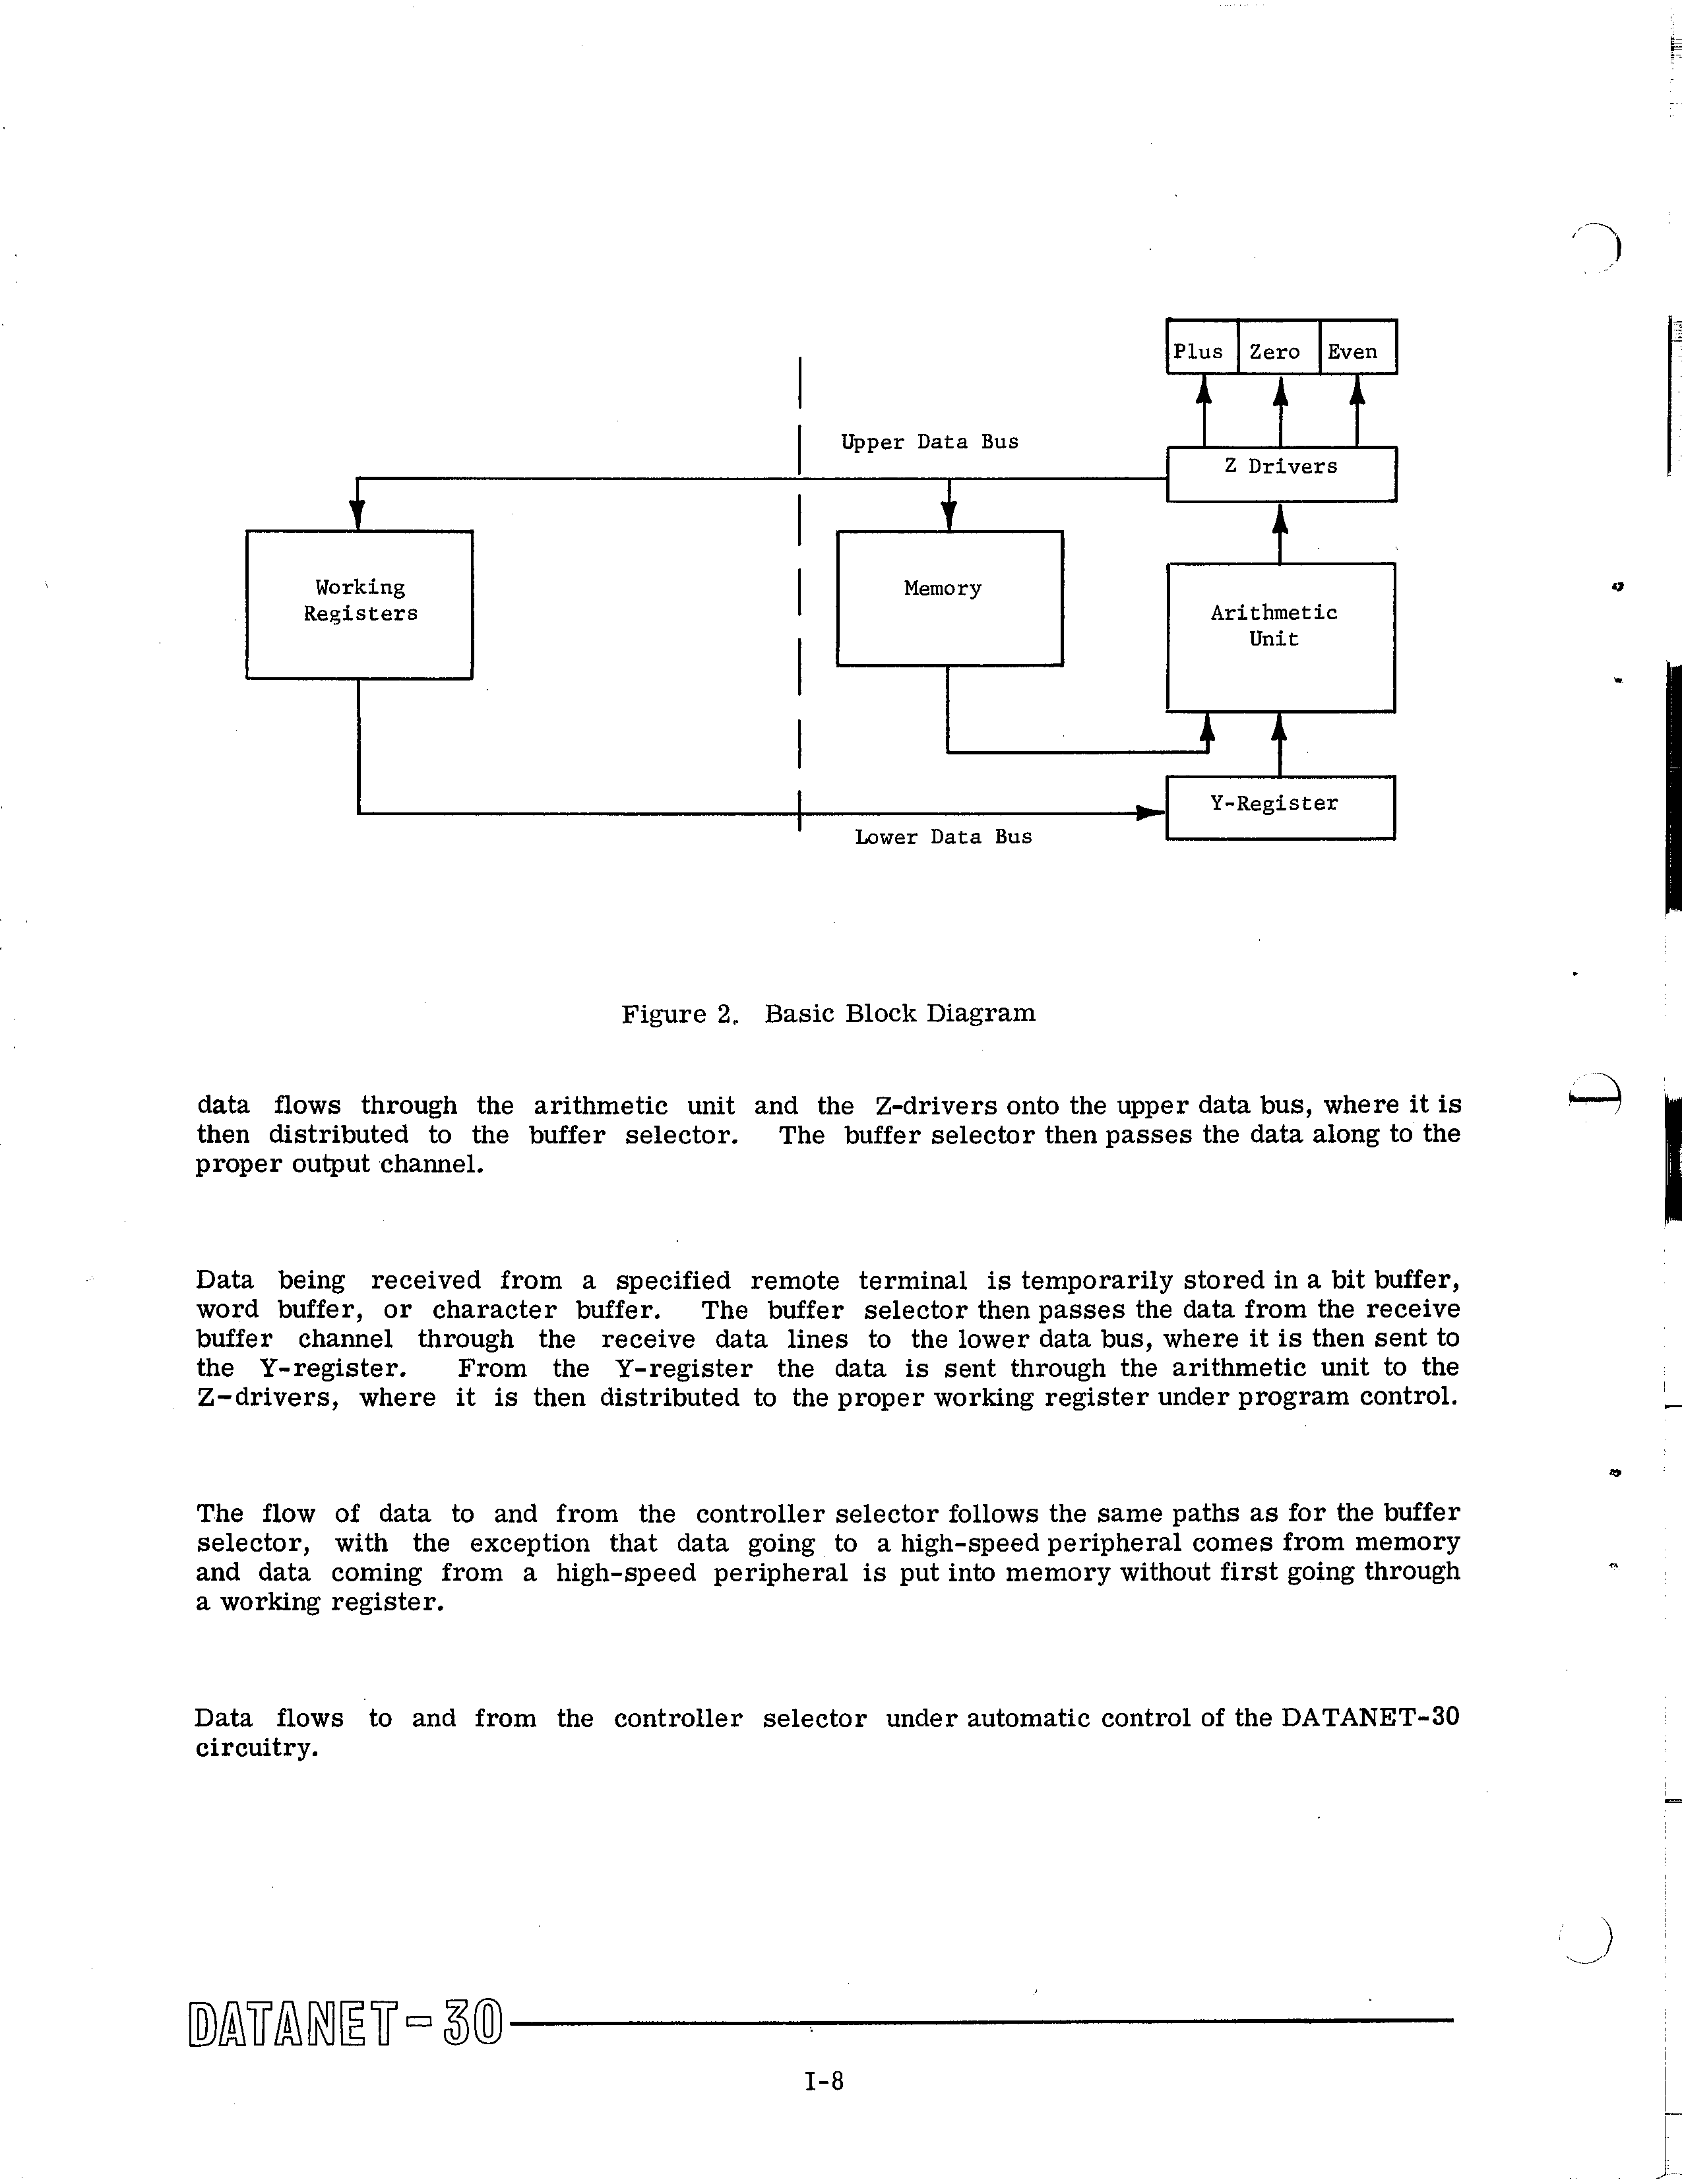 Plus Zero Even
Upper Data Bus
Z Drivers
Working
Registers
Memory
Arithmetic
Unit
Y-Register
Lower Data Bus
Figure 2. Basic Block Diagram
data flows through the arithmetic unit and the Z-drivers onto the upper data bus, where it is
then distributed to the buffer selector. The buffer selector then passes the data along to the
proper output channel.
Data being received from a specified remote terminal is temporarily stored in a bit buffer,
word buffer, or character buffer. The buffer selector then passes the data from the receive
buffer channel through the receive data lines to the lower data bus, where it is then sent to
the Y-register. From the Y-register the data is sent through the arithmetic unit to the
Z-drivers, where it is then distributed to the proper working register under program control.
The flow of data to and from the controller selector follows the same paths as for the buffer
selector, with the exception that data going to a high-speed peripheral comes from memory
and data coming from a high-speed peripheral is put into memory without first going through
a working register.
Data flows to and from the controller selector under automatic control of the DATANET-30
circuitry.
DATANET-30
I-8